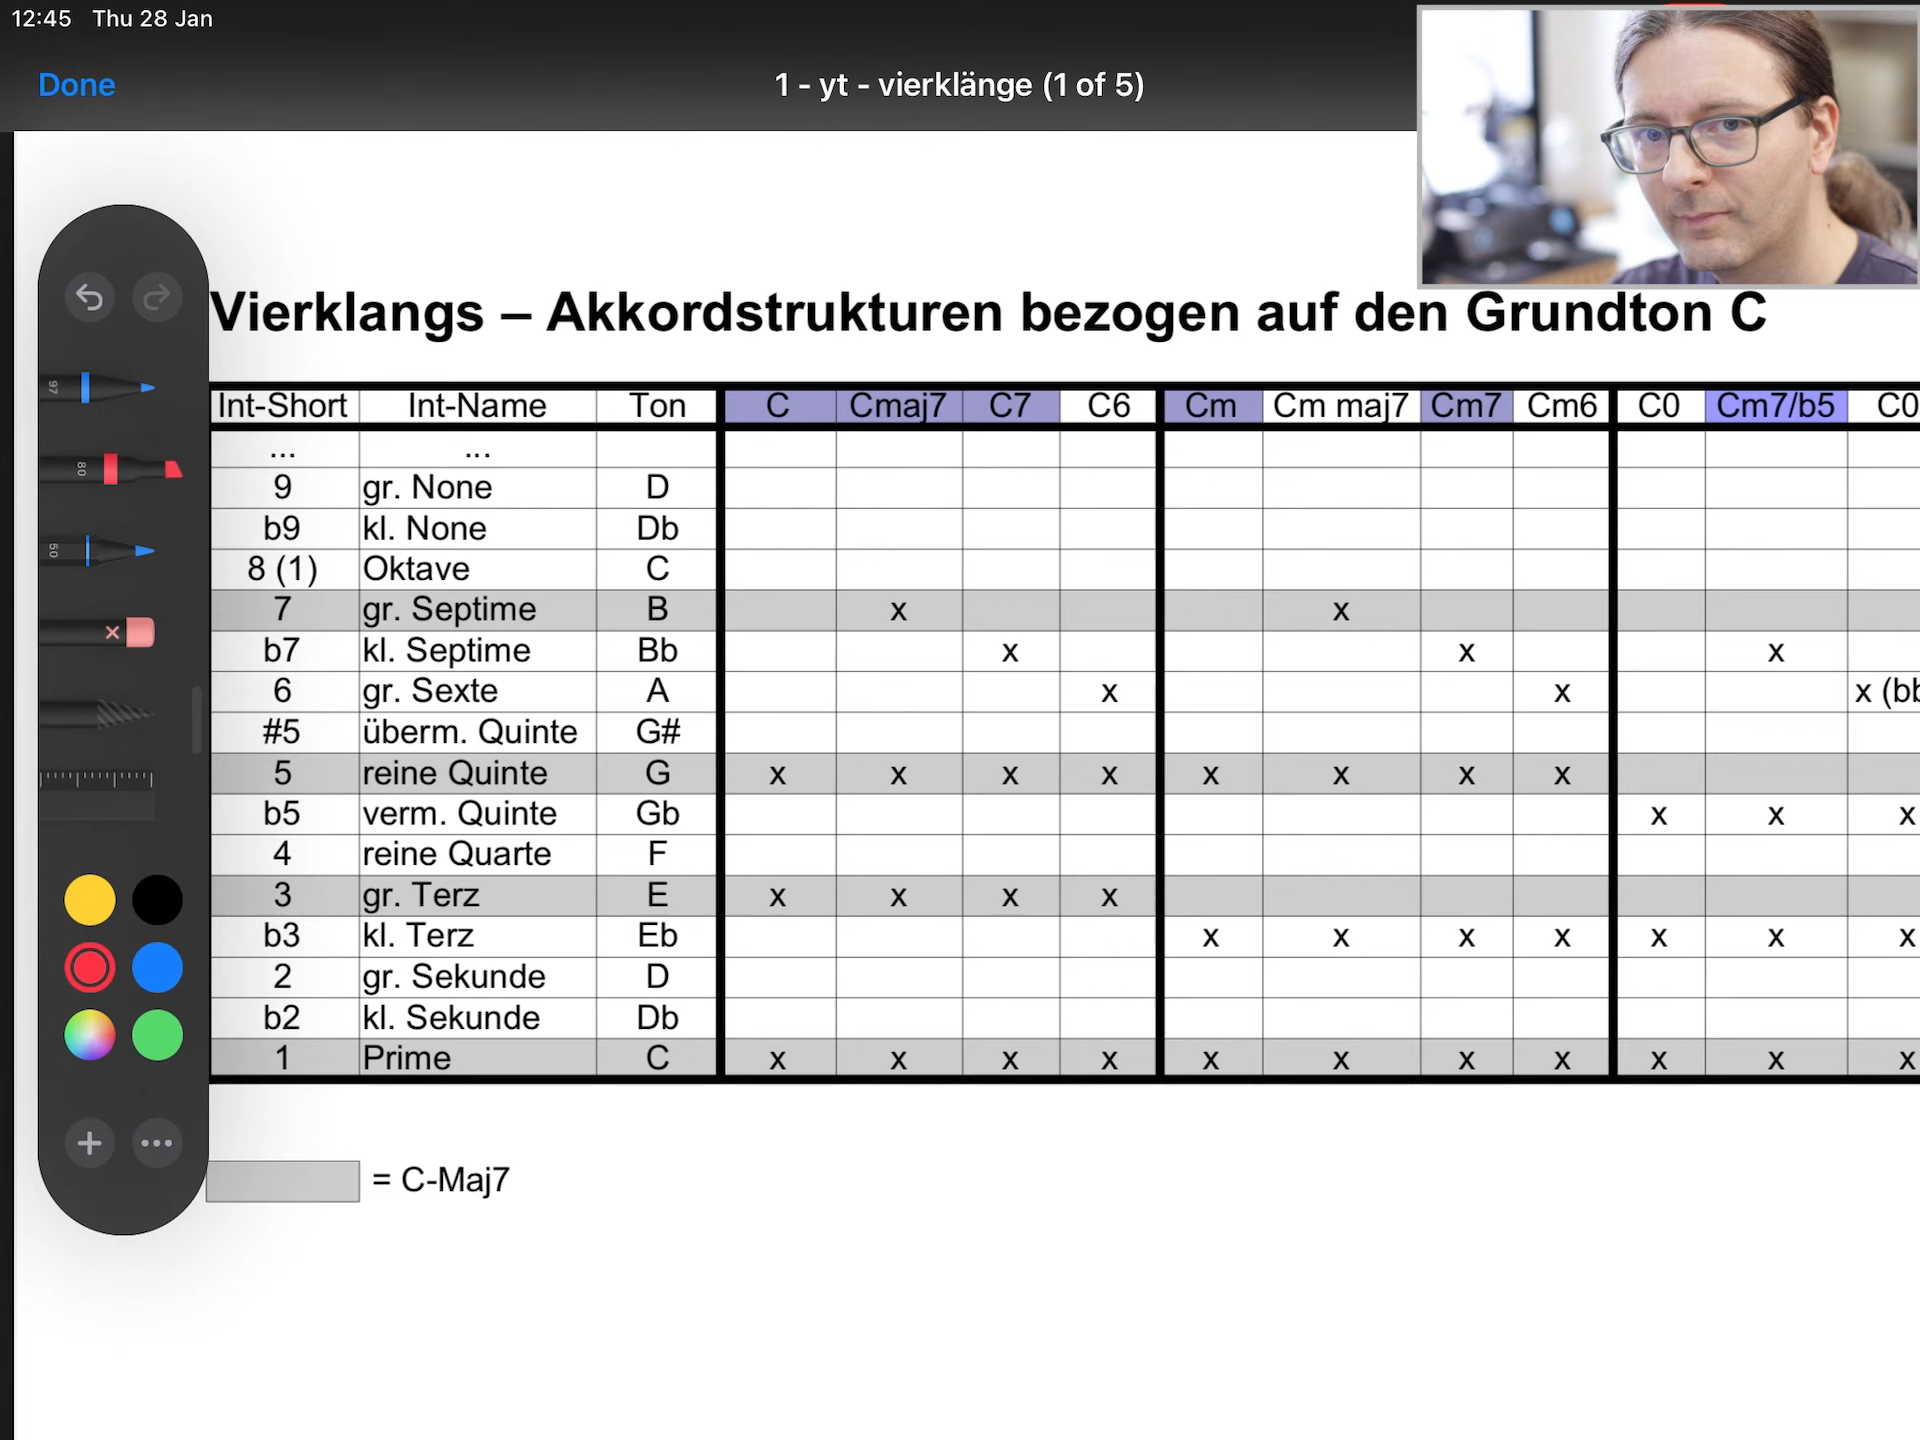 12:45 Thu 28 Jan
Done
1 - yt - vierklänge (1 of 5)
97
80
50
Vierklangs – Akkordstrukturen bezogen auf den Grundton C
Int-Short Int-Name Ton C Cmaj7 C7 C6 Cm Cm maj7 Cm7 Cm6 C0 Cm7/b5 C0
... ...
9 gr. None D
b9 kl. None Db
8 (1) Oktave C
7 gr. Septime B x x
b7 kl. Septime Bb x x x
6 gr. Sexte A x x x (bb
#5 überm. Quinte G#
5 reine Quinte G x x x x x x x x
b5 verm. Quinte Gb x x x
4 reine Quarte F
3 gr. Terz E x x x x
b3 kl. Terz Eb x x x x x x x
2 gr. Sekunde D
b2 kl. Sekunde Db
1 Prime C x x x x x x x x x x x
= C-Maj7